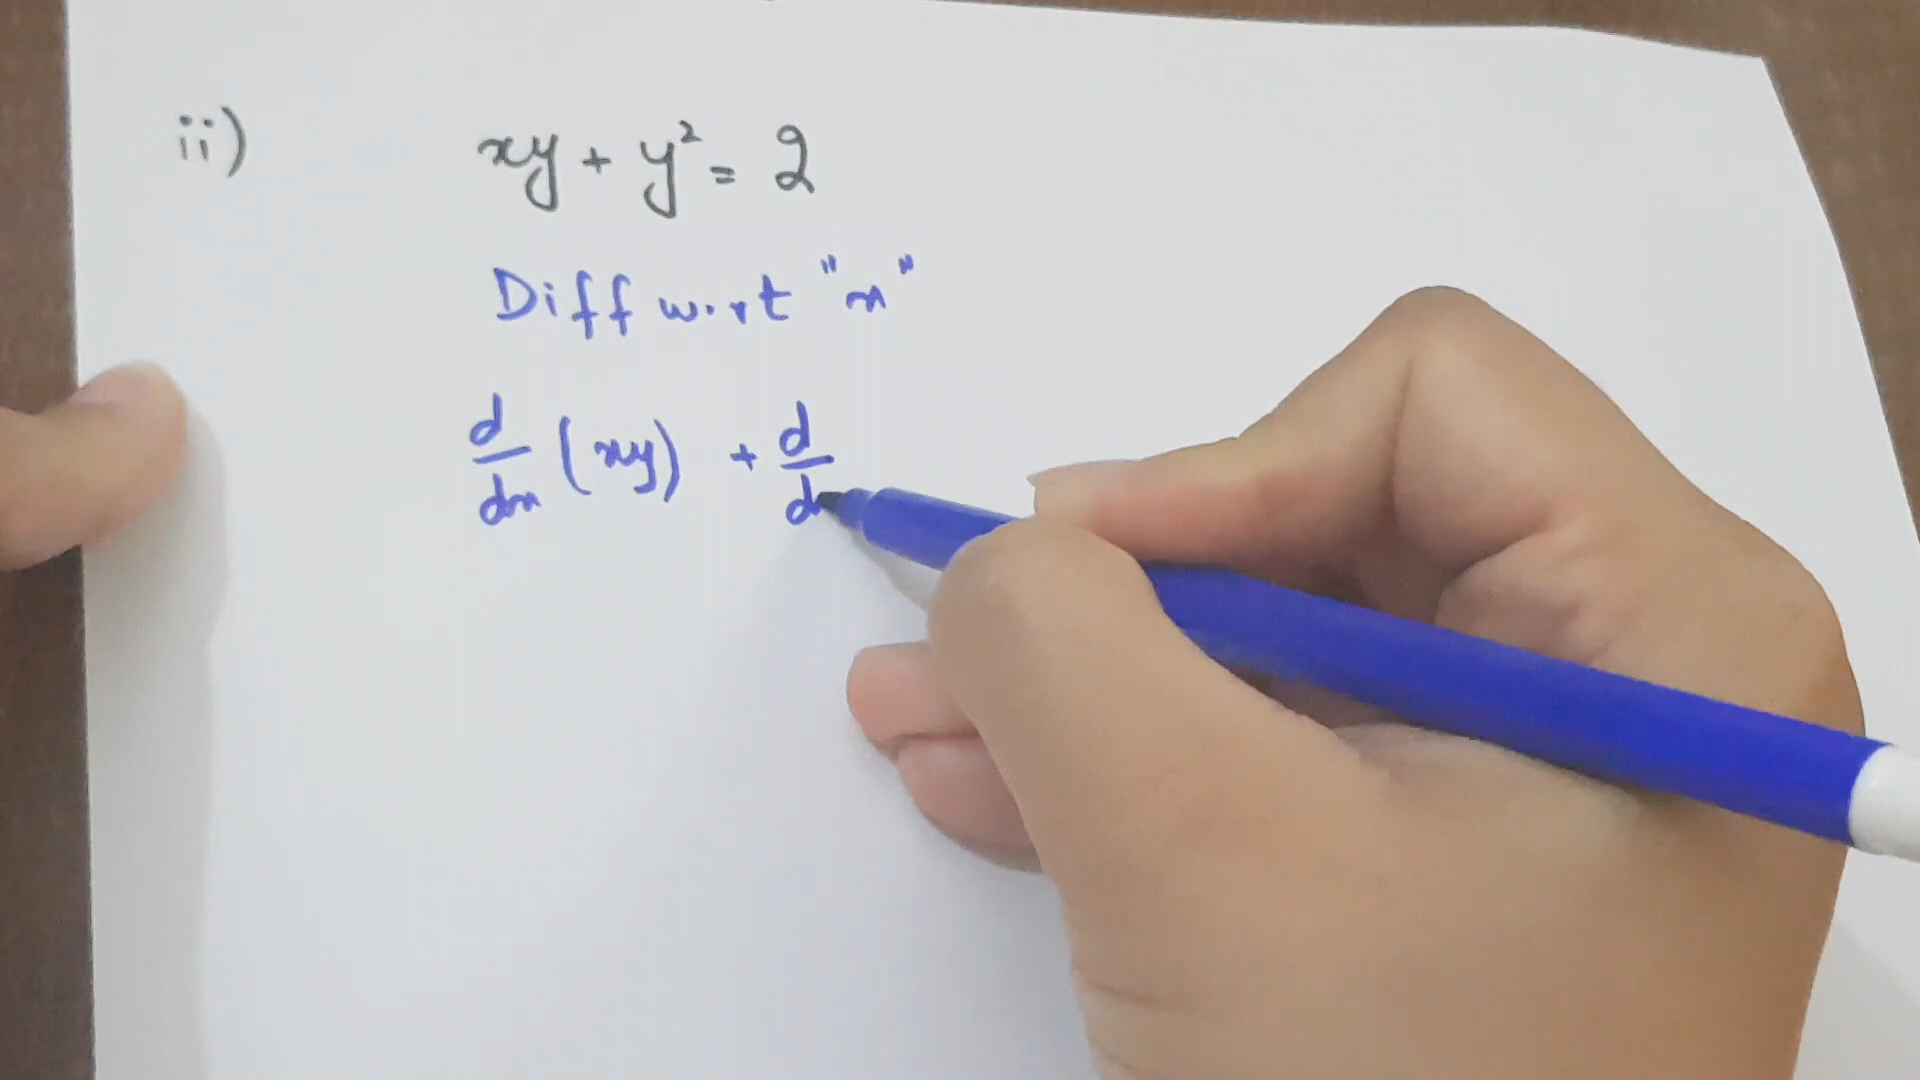 ii) xy + y² = 2
Diff w.r.t "x"
d/dx (xy) + d/d